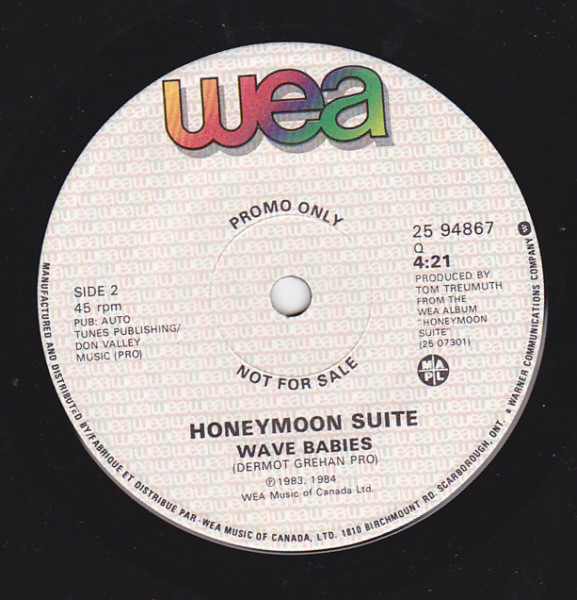 wea
PROMO ONLY
25 94867
Q
4:21
PRODUCED BY
TOM TREUMUTH
FROM THE
WEA ALBUM
"HONEYMOON
SUITE"
(25 07301)
SIDE 2
45 rpm
PUB: AUTO
TUNES PUBLISHING/
DON VALLEY
MUSIC (PRO)
MAPL
NOT FOR SALE
HONEYMOON SUITE
WAVE BABIES
(DERMOT GREHAN PRO)
℗ 1983, 1984
WEA Music of Canada Ltd.
MANUFACTURED AND DISTRIBUTED BY/FABRIQUE ET DISTRIBUE PAR - WEA MUSIC OF CANADA, LTD. 1810 BIRCHMOUNT RD. SCARBOROUGH, ONT. A WARNER COMMUNICATIONS COMPANY